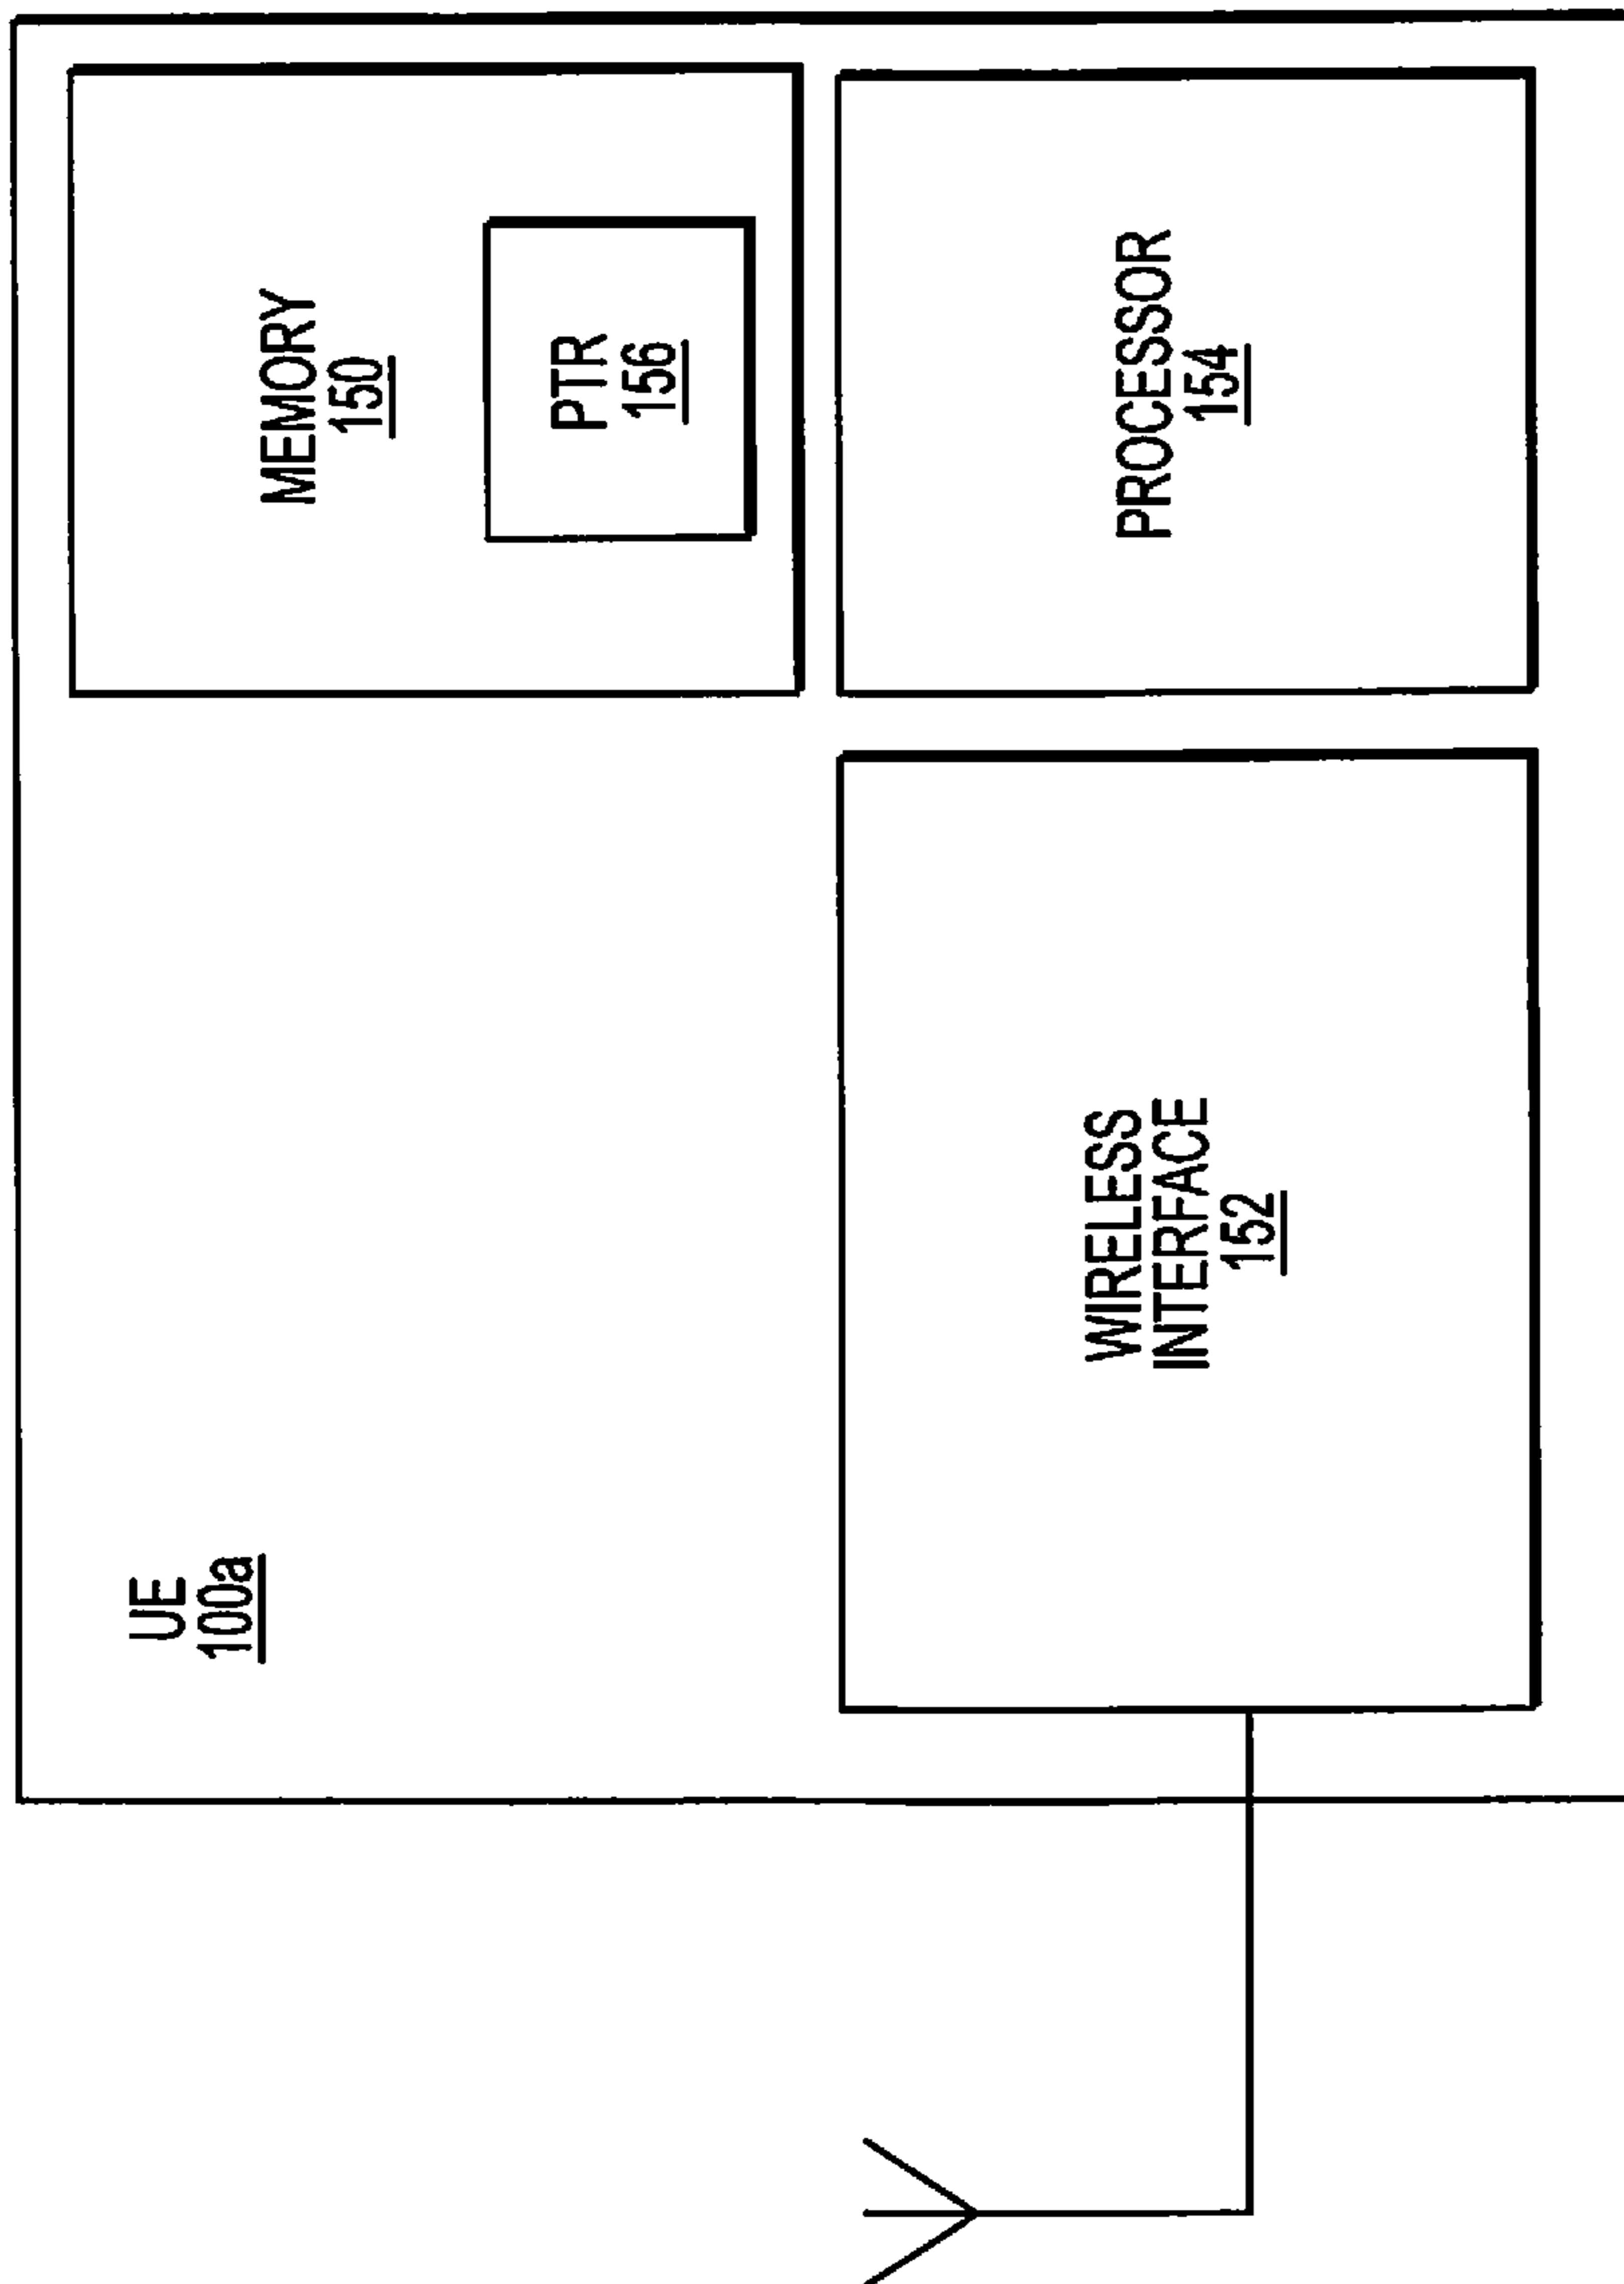 UE
100a
MEMORY
150
PTR
156
WIRELESS
INTERFACE
152
PROCESSOR
154